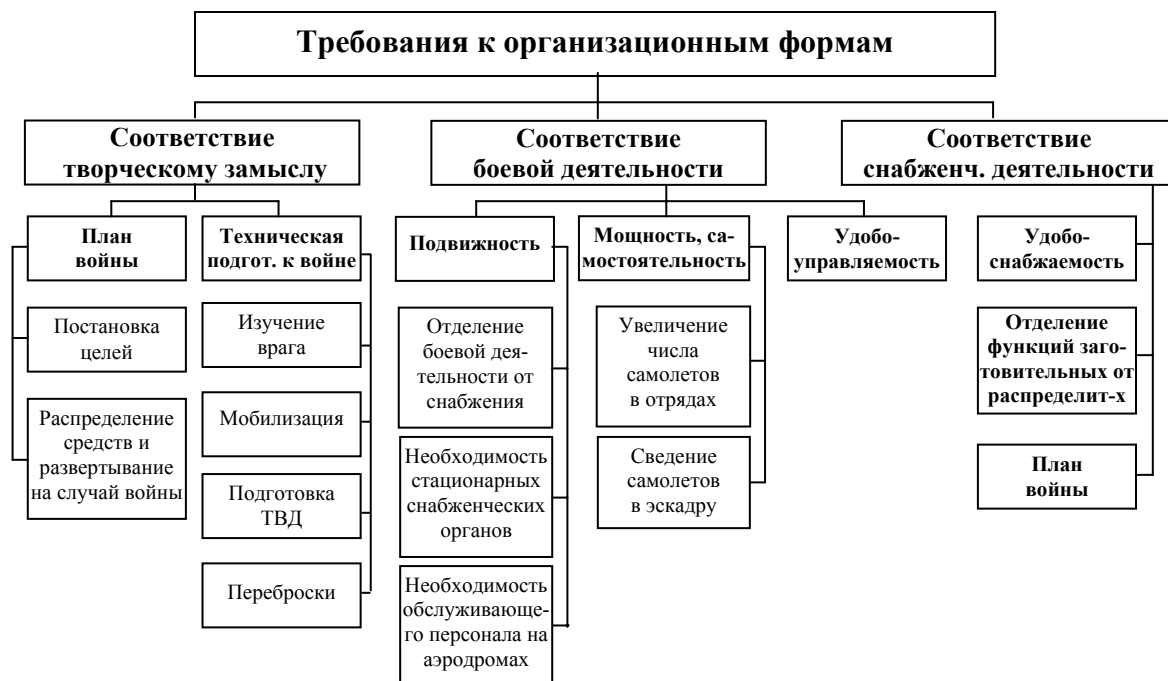 Требования к организационным формам
Соответствие
творческому замыслу
Соответствие
боевой деятельности
Соответствие
снабженч. деятельности
План
войны
Техническая
подгот. к войне
Подвижность
Мощность, са-
мостоятельность
Удобо-
управляемость
Удобо-
снабжаемость
Постановка
целей
Распределение
средств и
развертывание
на случай войны
Изучение
врага
Мобилизация
Подготовка
ТВД
Переброски
Отделение
боевой дея-
тельности от
снабжения
Необходимость
стационарных
снабженческих
органов
Необходимость
обслуживающе-
го персонала на
аэродромах
Увеличение
числа
самолетов
в отрядах
Сведение
самолетов
в эскадру
Отделение
функций заго-
товительных от
распределит-х
План
войны